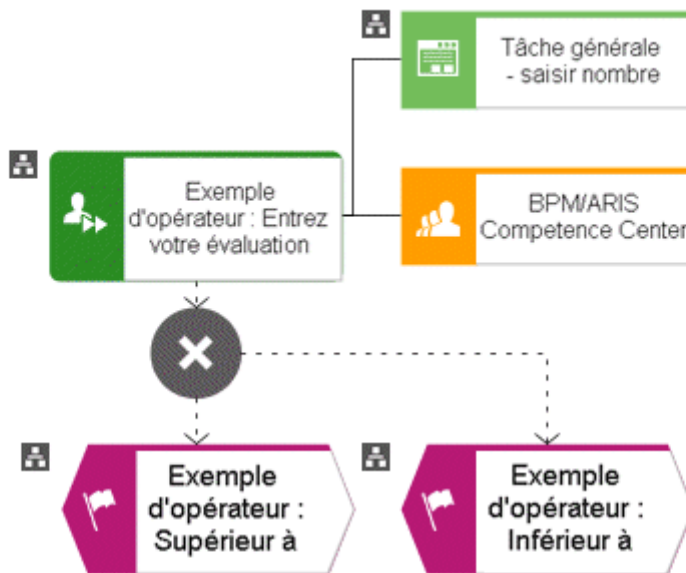 Tâche générale
- saisir nombre
Exemple
d'opérateur : Entrez
votre évaluation
BPM/ARIS
Competence Center
Exemple
d'opérateur :
Supérieur à
Exemple
d'opérateur :
Inférieur à